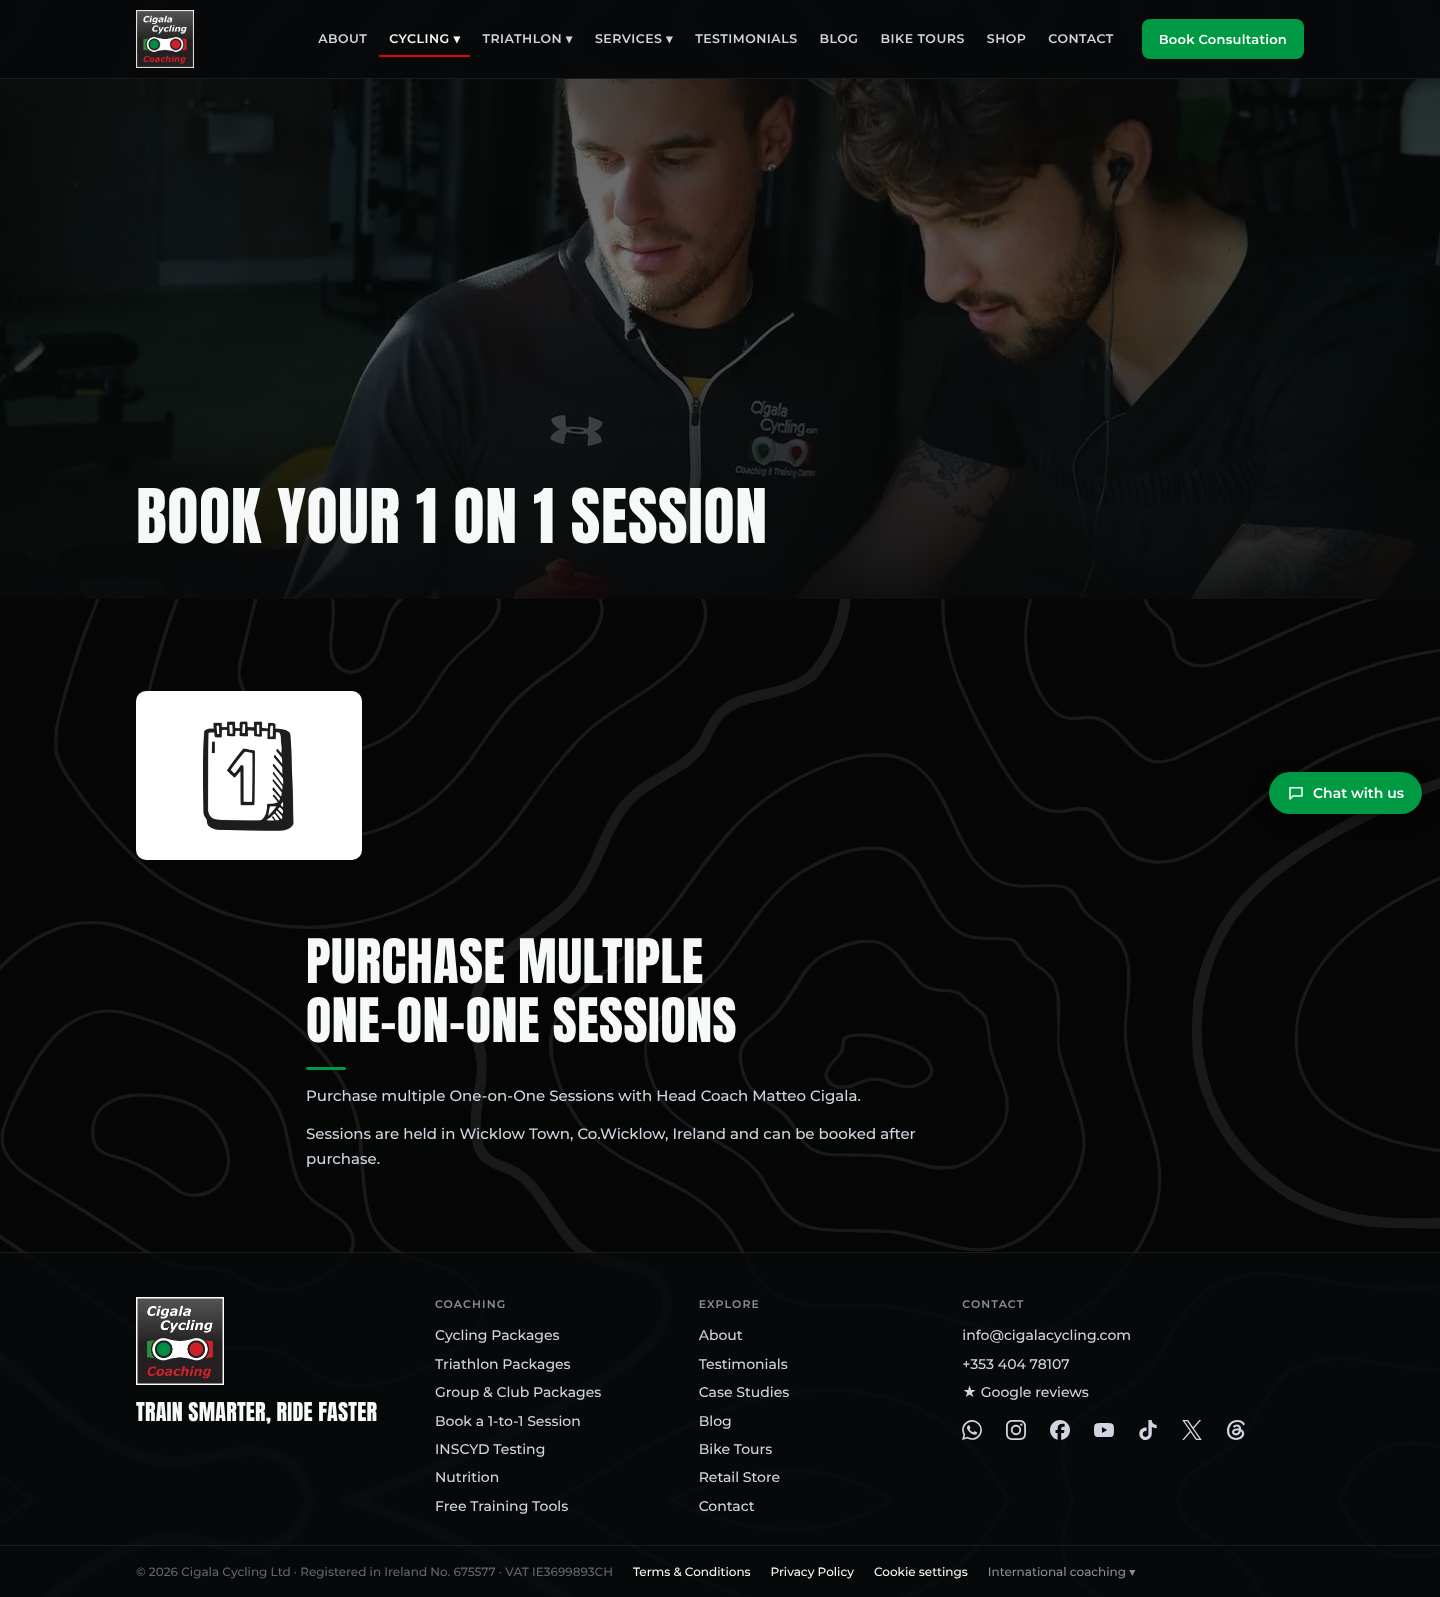 Cigala
Cycling
Coaching
ABOUT
CYCLING ▾
TRIATHLON ▾
SERVICES ▾
TESTIMONIALS
BLOG
BIKE TOURS
SHOP
CONTACT
Book Consultation
Cigala
Cycling.com
Coaching & Training Center
BOOK YOUR 1 ON 1 SESSION
1
Chat with us
PURCHASE MULTIPLE
ONE-ON-ONE SESSIONS
Purchase multiple One-on-One Sessions with Head Coach Matteo Cigala.
Sessions are held in Wicklow Town, Co.Wicklow, Ireland and can be booked after
purchase.
Cigala
Cycling
Coaching
TRAIN SMARTER, RIDE FASTER
COACHING
Cycling Packages
Triathlon Packages
Group & Club Packages
Book a 1-to-1 Session
INSCYD Testing
Nutrition
Free Training Tools
EXPLORE
About
Testimonials
Case Studies
Blog
Bike Tours
Retail Store
Contact
CONTACT
info@cigalacycling.com
+353 404 78107
★ Google reviews
© 2026 Cigala Cycling Ltd · Registered in Ireland No. 675577 · VAT IE3699893CH
Terms & Conditions
Privacy Policy
Cookie settings
International coaching ▾